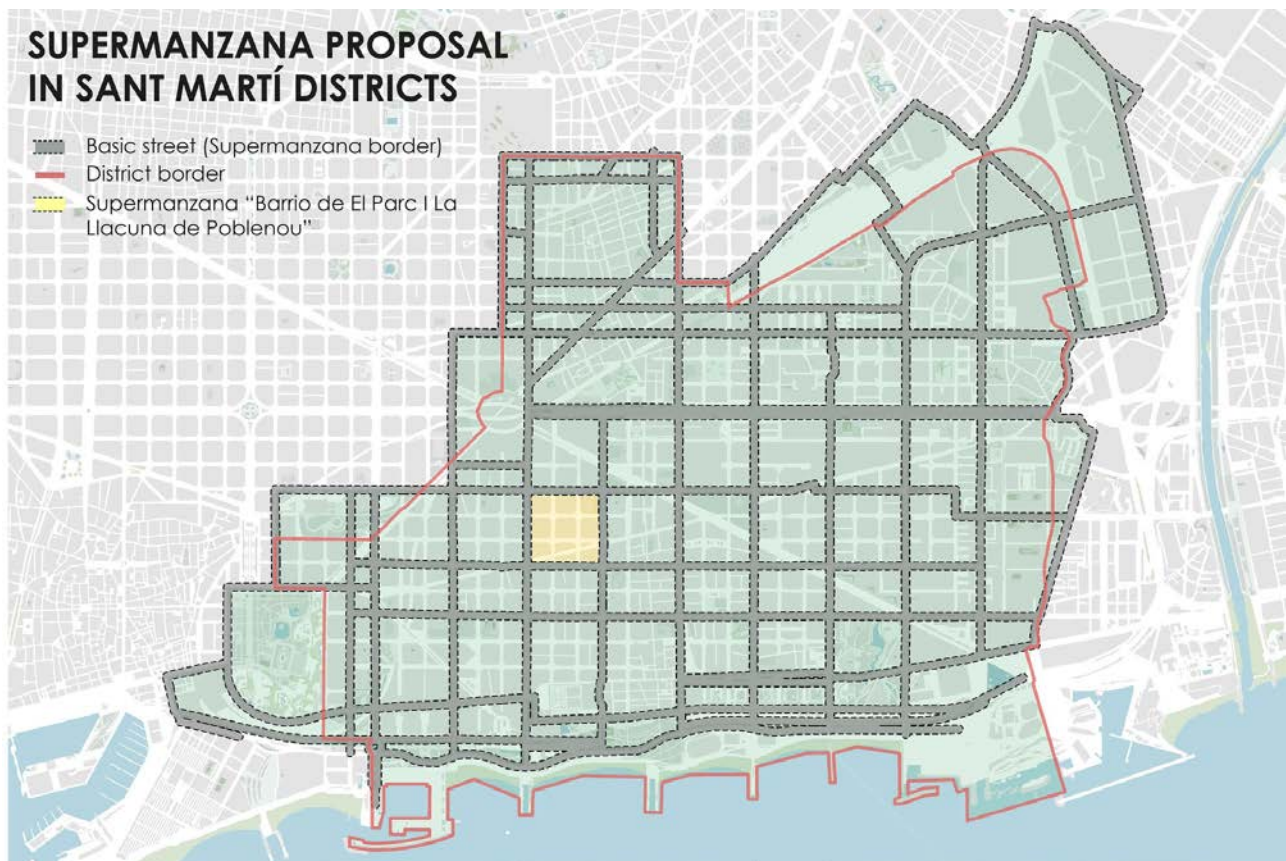 SUPERMANZANA PROPOSAL
IN SANT MARTÍ DISTRICTS
Basic street (Supermanzana border)
District border
Supermanzana “Barrio de El Parc I La
Llacuna de Poblenou”